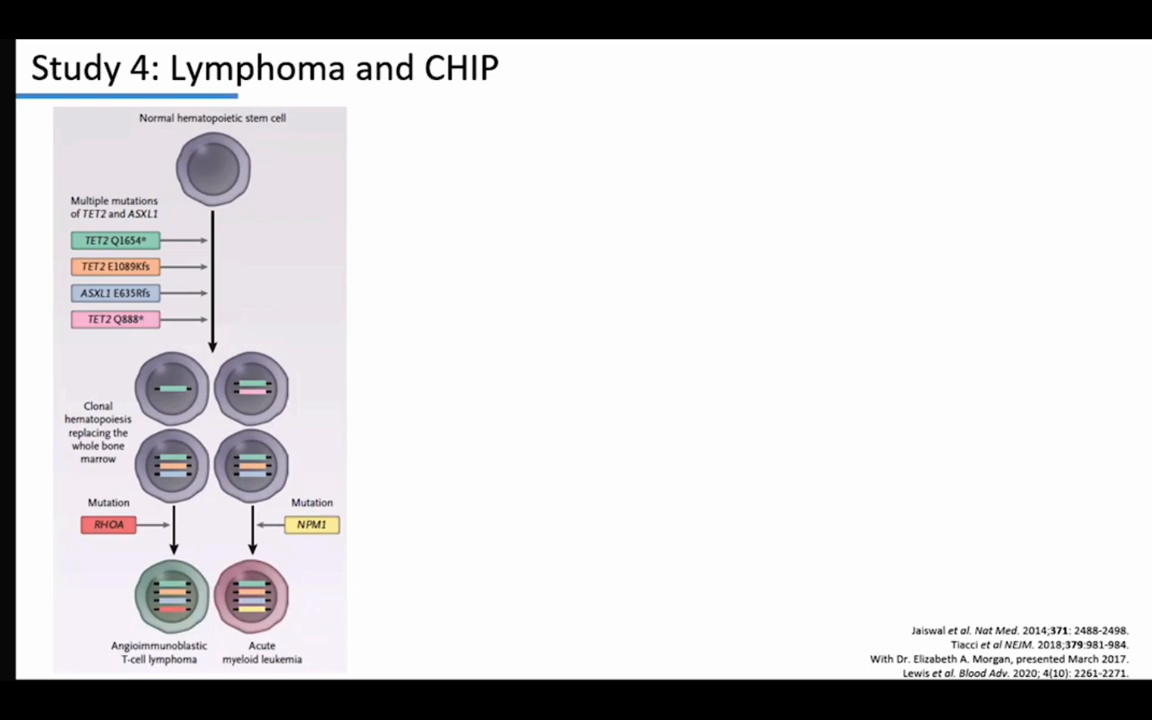 Study 4: Lymphoma and CHIP
Normal hematopoietic stem cell
Multiple mutations
of TET2 and ASXL1
TET2 Q1654*
TET2 E1089Kfs
ASXL1 E635Rfs
TET2 Q888*
Clonal
hematopoiesis
replacing the
whole bone
marrow
Mutation
RHOA
Mutation
NPM1
Angioimmunoblastic
T-cell lymphoma
Acute
myeloid leukemia
Jaiswal et al. Nat Med. 2014;371: 2488-2498.
Tiacci et al NEJM. 2018;379:981-984.
With Dr. Elizabeth A. Morgan, presented March 2017.
Lewis et al. Blood Adv. 2020; 4(10): 2261-2271.